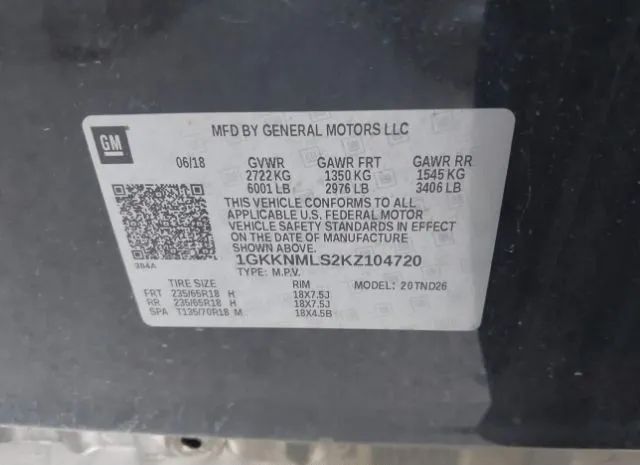 GM
MFD BY GENERAL MOTORS LLC
06/18 GVWR GAWR FRT GAWR RR
2722 KG 1350 KG 1545 KG
6001 LB 2976 LB 3406 LB
THIS VEHICLE CONFORMS TO ALL
APPLICABLE U.S. FEDERAL MOTOR
VEHICLE SAFETY STANDARDS IN EFFECT
ON THE DATE OF MANUFACTURE
SHOWN ABOVE.
1GKKNMLS2KZ104720
384A
TYPE: M.P.V.
TIRE SIZE RIM MODEL: 20TND26
FRT 235/65R18 H 18X7.5J
RR 235/65R18 H 18X7.5J
SPA T135/70R18 M 18X4.5B